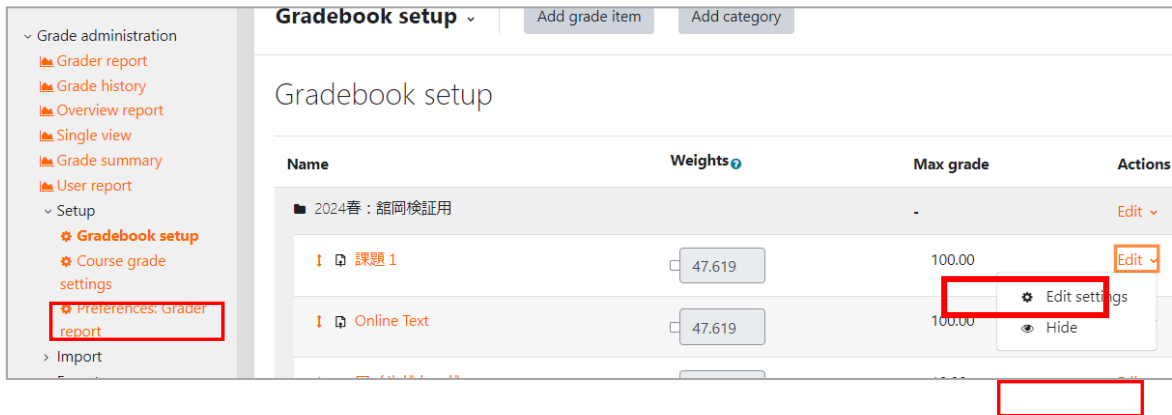 Grade administration
Grader report
Grade history
Overview report
Single view
Grade summary
User report
Setup
Gradebook setup
Course grade
settings
Preferences: Grader
report
Import
Gradebook setup
Add grade item
Add category
Gradebook setup
Name Weights Max grade Actions
2024春：舘岡検証用 - Edit
課題 1 47.619 100.00 Edit
Edit settings
Online Text 47.619 100.00
Hide